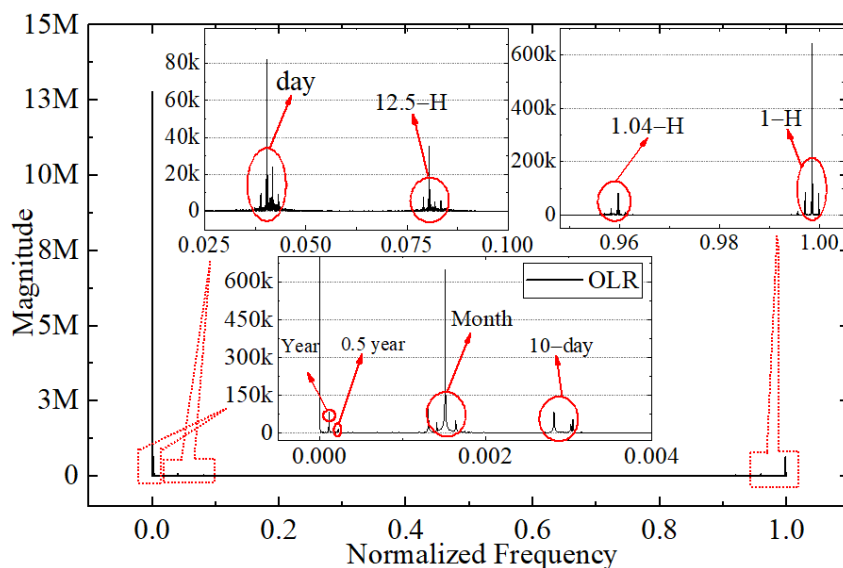 15M
13M
10M
8M
5M
3M
0
Magnitude
80k
60k
40k
20k
0
day
12.5–H
0.025
0.050
0.075
0.100
600k
400k
200k
0
1.04–H
1–H
0.96
0.98
1.00
600k
450k
300k
150k
0
OLR
Year
0.5 year
Month
10–day
0.000
0.002
0.004
0.0
0.2
0.4
0.6
0.8
1.0
Normalized Frequency